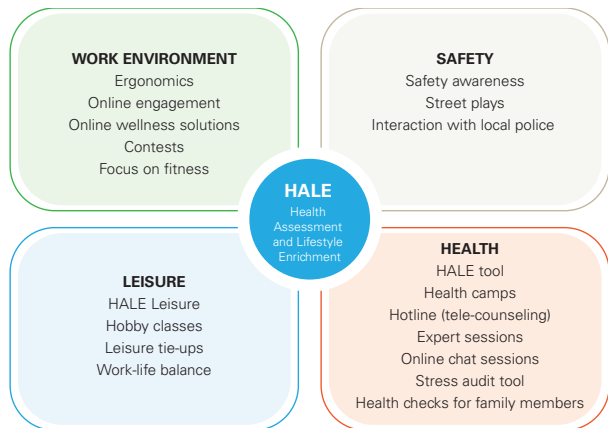 WORK ENVIRONMENT
Ergonomics
Online engagement
Online wellness solutions
Contests
Focus on fitness
SAFETY
Safety awareness
Street plays
Interaction with local police
HALE
Health
Assessment
and Lifestyle
Enrichment
LEISURE
HALE Leisure
Hobby classes
Leisure tie-ups
Work-life balance
HEALTH
HALE tool
Health camps
Hotline (tele-counseling)
Expert sessions
Online chat sessions
Stress audit tool
Health checks for family members